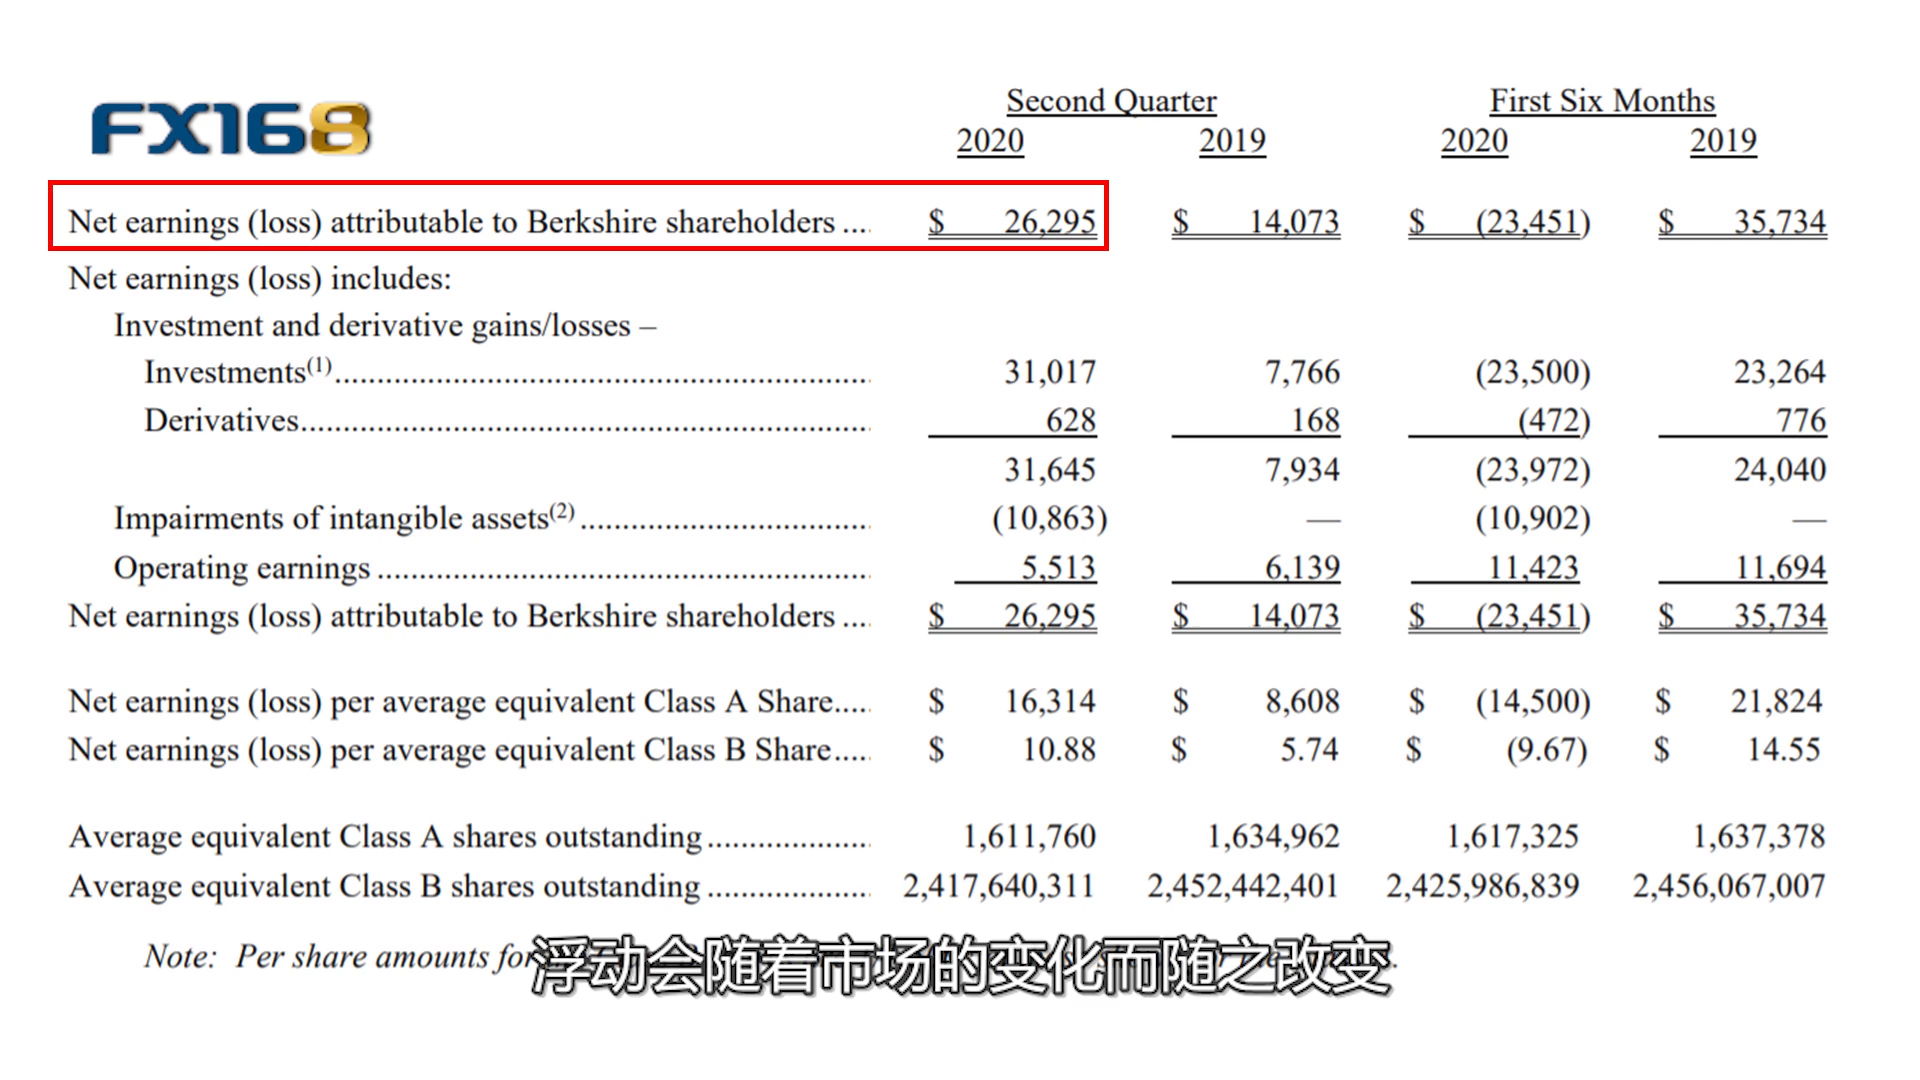 FX168
Second Quarter First Six Months
2020 2019 2020 2019
Net earnings (loss) attributable to Berkshire shareholders .... $ 26,295 $ 14,073 $ (23,451) $ 35,734
Net earnings (loss) includes:
Investment and derivative gains/losses –
Investments(1) .................................................................. 31,017 7,766 (23,500) 23,264
Derivatives...................................................................... 628 168 (472) 776
31,645 7,934 (23,972) 24,040
Impairments of intangible assets(2) ................................... (10,863) — (10,902) —
Operating earnings ............................................................ 5,513 6,139 11,423 11,694
Net earnings (loss) attributable to Berkshire shareholders .... $ 26,295 $ 14,073 $ (23,451) $ 35,734
Net earnings (loss) per average equivalent Class A Share..... $ 16,314 $ 8,608 $ (14,500) $ 21,824
Net earnings (loss) per average equivalent Class B Share..... $ 10.88 $ 5.74 $ (9.67) $ 14.55
Average equivalent Class A shares outstanding .................... 1,611,760 1,634,962 1,617,325 1,637,378
Average equivalent Class B shares outstanding .................... 2,417,640,311 2,452,442,401 2,425,986,839 2,456,067,007
Note: Per share amounts for
浮动会随着市场的变化而随之改变